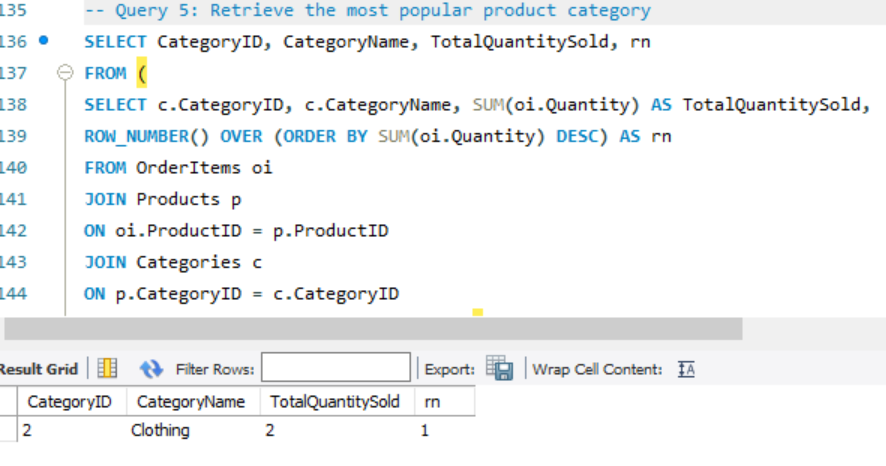 135 -- Query 5: Retrieve the most popular product category
136 SELECT CategoryID, CategoryName, TotalQuantitySold, rn
137 FROM (
138 SELECT c.CategoryID, c.CategoryName, SUM(oi.Quantity) AS TotalQuantitySold,
139 ROW_NUMBER() OVER (ORDER BY SUM(oi.Quantity) DESC) AS rn
140 FROM OrderItems oi
141 JOIN Products p
142 ON oi.ProductID = p.ProductID
143 JOIN Categories c
144 ON p.CategoryID = c.CategoryID
Result Grid Filter Rows: Export: Wrap Cell Content:
CategoryID CategoryName TotalQuantitySold rn
2 Clothing 2 1